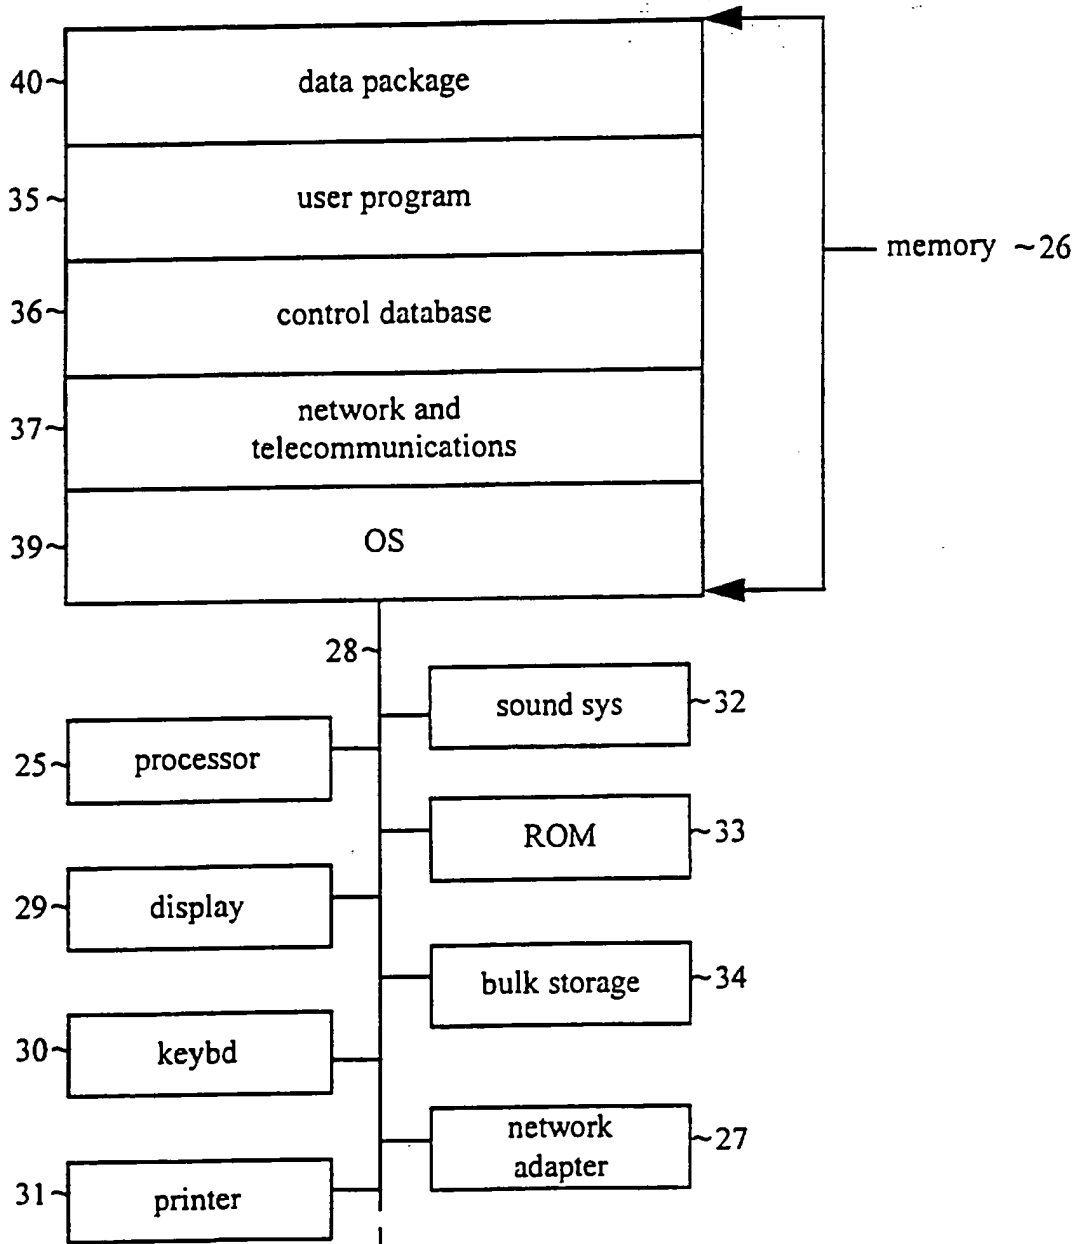 40~ data package
35~ user program
memory ~26
36~ control database
37~ network and
telecommunications
39~ OS
28~
sound sys ~32
25~ processor
ROM ~33
29~ display
bulk storage ~34
30~ keybd
network
adapter ~27
31~ printer